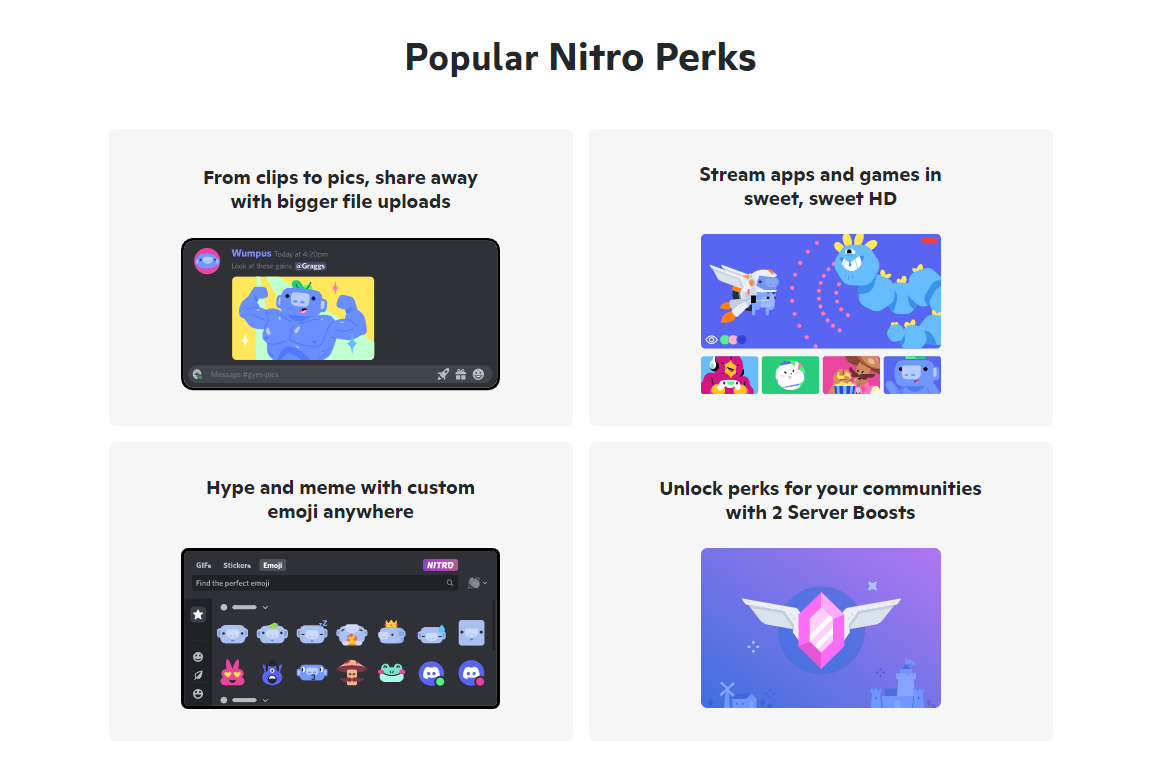 Popular Nitro Perks
From clips to pics, share away
with bigger file uploads
Wumpus Today at 4:20pm
Look at these gains @Graggs
Message #gym-pics
Stream apps and games in
sweet, sweet HD
Hype and meme with custom
emoji anywhere
GIFs Stickers Emoji NITRO
Find the perfect emoji
Unlock perks for your communities
with 2 Server Boosts